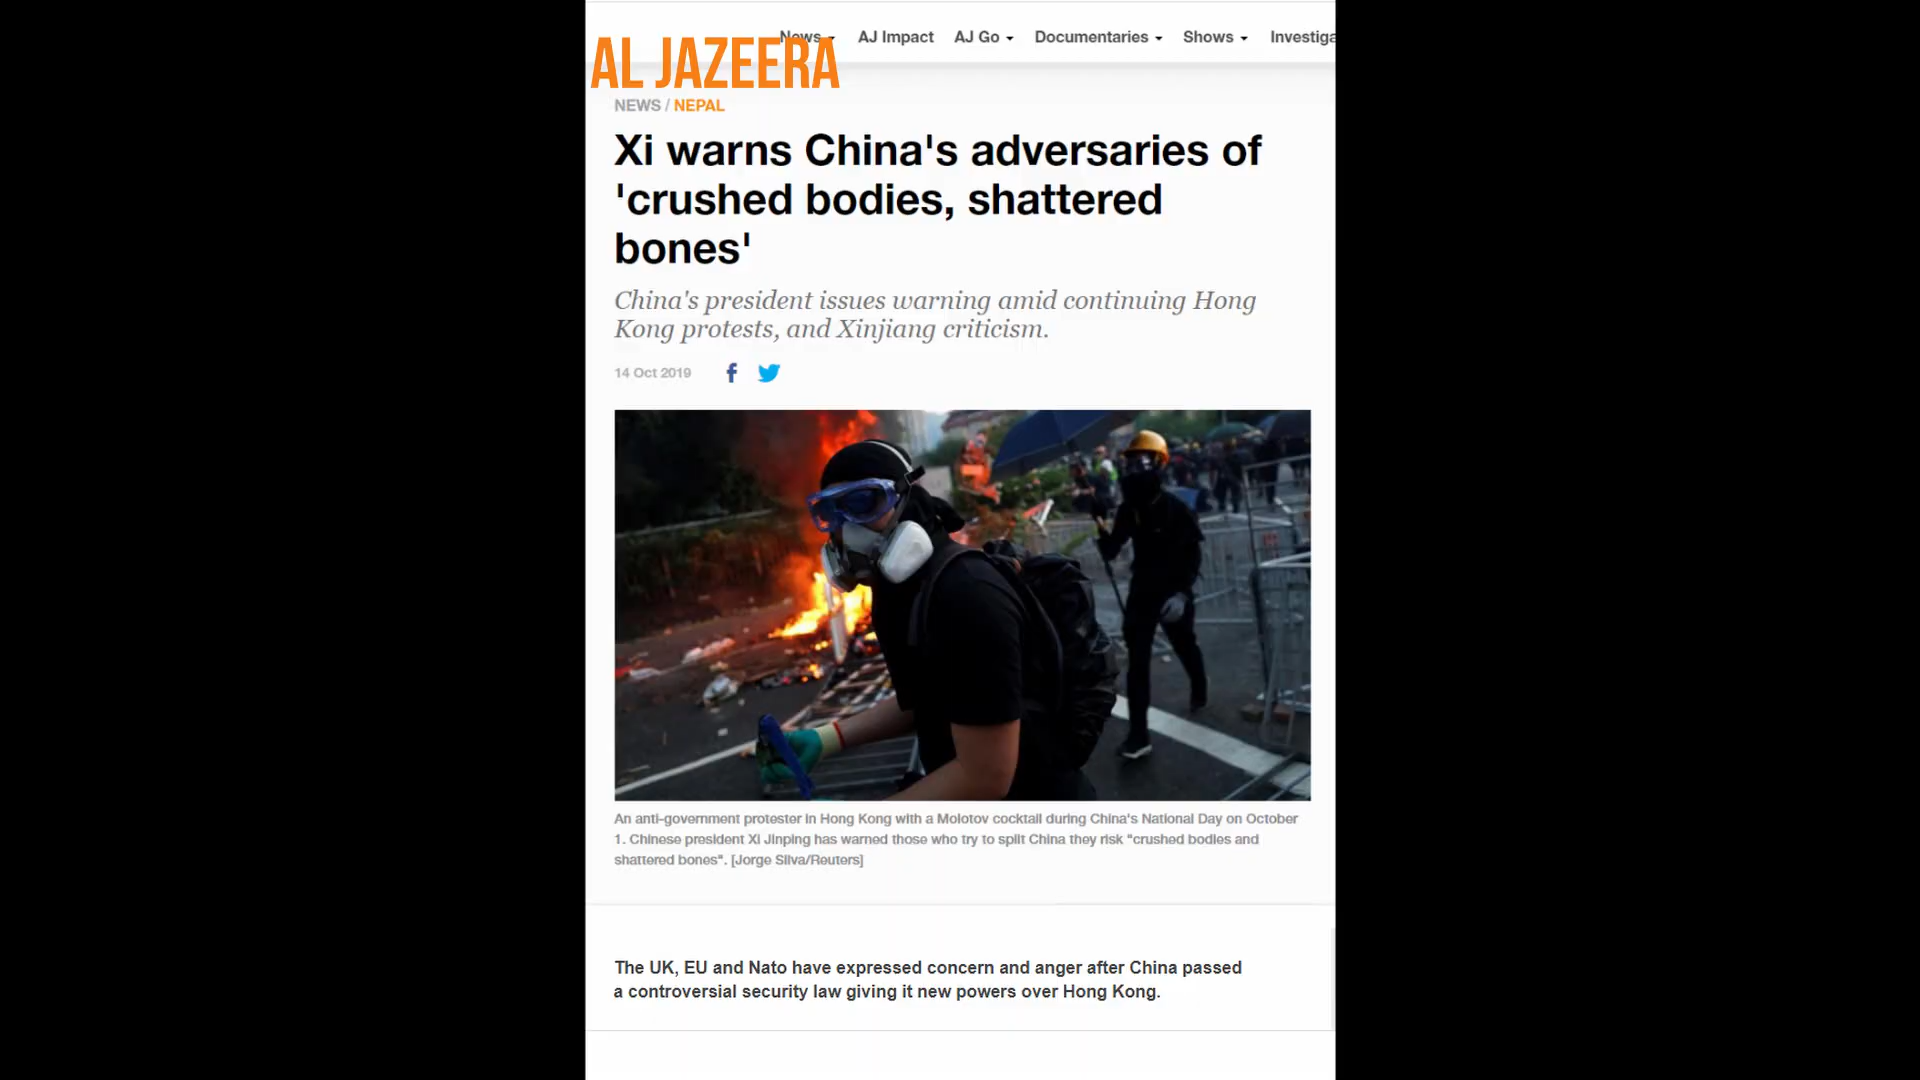 News AJ Impact AJ Go Documentaries Shows Investiga
AL JAZEERA
NEWS / NEPAL
Xi warns China's adversaries of
'crushed bodies, shattered
bones'
China's president issues warning amid continuing Hong
Kong protests, and Xinjiang criticism.
14 Oct 2019
An anti-government protester in Hong Kong with a Molotov cocktail during China's National Day on October
1. Chinese president Xi Jinping has warned those who try to split China they risk "crushed bodies and
shattered bones". [Jorge Silva/Reuters]
The UK, EU and Nato have expressed concern and anger after China passed
a controversial security law giving it new powers over Hong Kong.